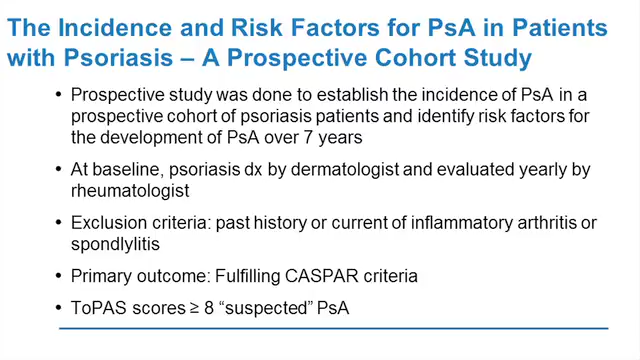 The Incidence and Risk Factors for PsA in Patients
with Psoriasis – A Prospective Cohort Study
• Prospective study was done to establish the incidence of PsA in a
prospective cohort of psoriasis patients and identify risk factors for
the development of PsA over 7 years
• At baseline, psoriasis dx by dermatologist and evaluated yearly by
rheumatologist
• Exclusion criteria: past history or current of inflammatory arthritis or
spondlylitis
• Primary outcome: Fulfilling CASPAR criteria
• ToPAS scores ≥ 8 “suspected” PsA